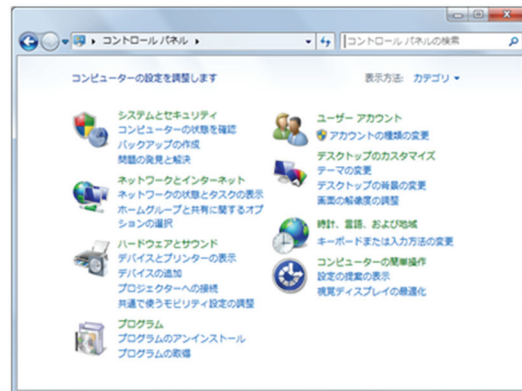 コントロール パネル
コントロール パネルの検索
コンピューターの設定を調整します
表示方法: カテゴリ
システムとセキュリティ
コンピューターの状態を確認
バックアップの作成
問題の発見と解決
ネットワークとインターネット
ネットワークの状態とタスクの表示
ホームグループと共有に関するオプ
ションの選択
ハードウェアとサウンド
デバイスとプリンターの表示
デバイスの追加
プロジェクターへの接続
共通で使うモビリティ設定の調整
プログラム
プログラムのアンインストール
プログラムの取得
ユーザー アカウント
アカウントの種類の変更
デスクトップのカスタマイズ
テーマの変更
デスクトップの背景の変更
画面の解像度の調整
時計、言語、および地域
キーボードまたは入力方法の変更
コンピューターの簡単操作
設定の提案の表示
視覚ディスプレイの最適化